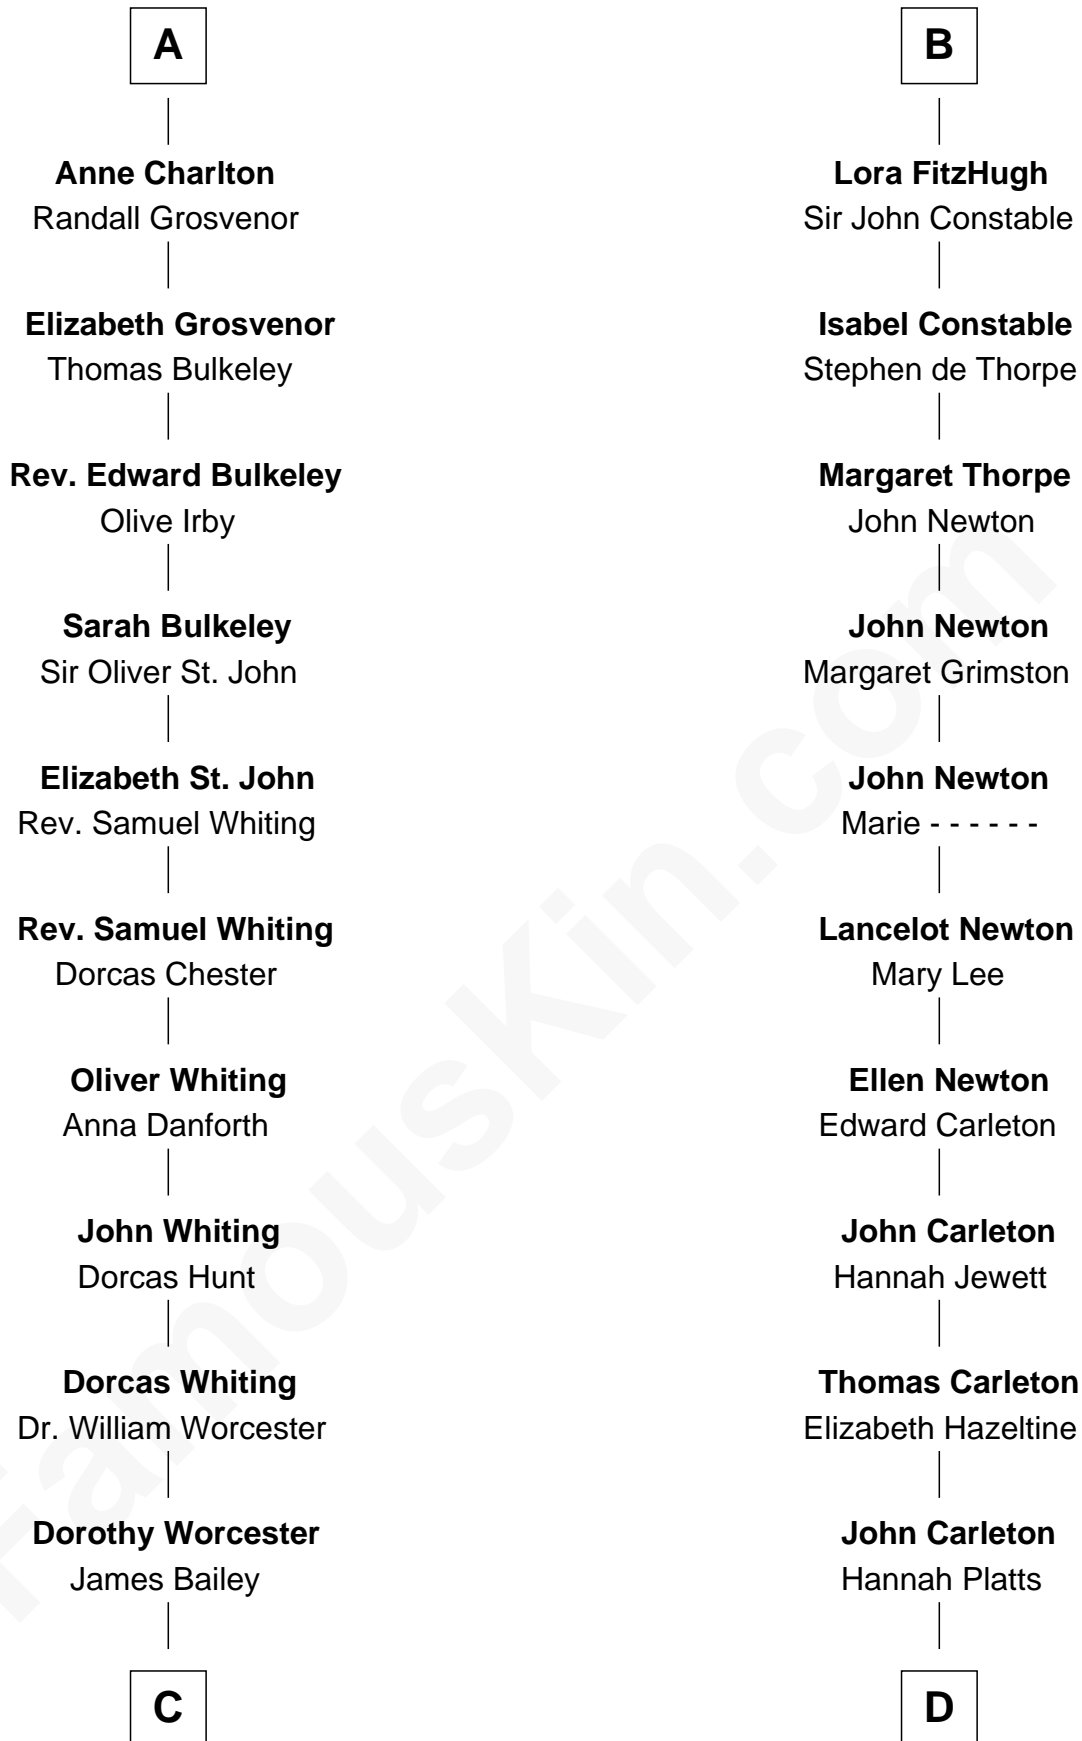 A
Anne Charlton
Randall Grosvenor
Elizabeth Grosvenor
Thomas Bulkeley
Rev. Edward Bulkeley
Olive Irby
Sarah Bulkeley
Sir Oliver St. John
Elizabeth St. John
Rev. Samuel Whiting
Rev. Samuel Whiting
Dorcas Chester
Oliver Whiting
Anna Danforth
John Whiting
Dorcas Hunt
Dorcas Whiting
Dr. William Worcester
Dorothy Worcester
James Bailey
C
B
Lora FitzHugh
Sir John Constable
Isabel Constable
Stephen de Thorpe
Margaret Thorpe
John Newton
John Newton
Margaret Grimston
John Newton
Marie - - - - - -
Lancelot Newton
Mary Lee
Ellen Newton
Edward Carleton
John Carleton
Hannah Jewett
Thomas Carleton
Elizabeth Hazeltine
John Carleton
Hannah Platts
D
FamousKin.com